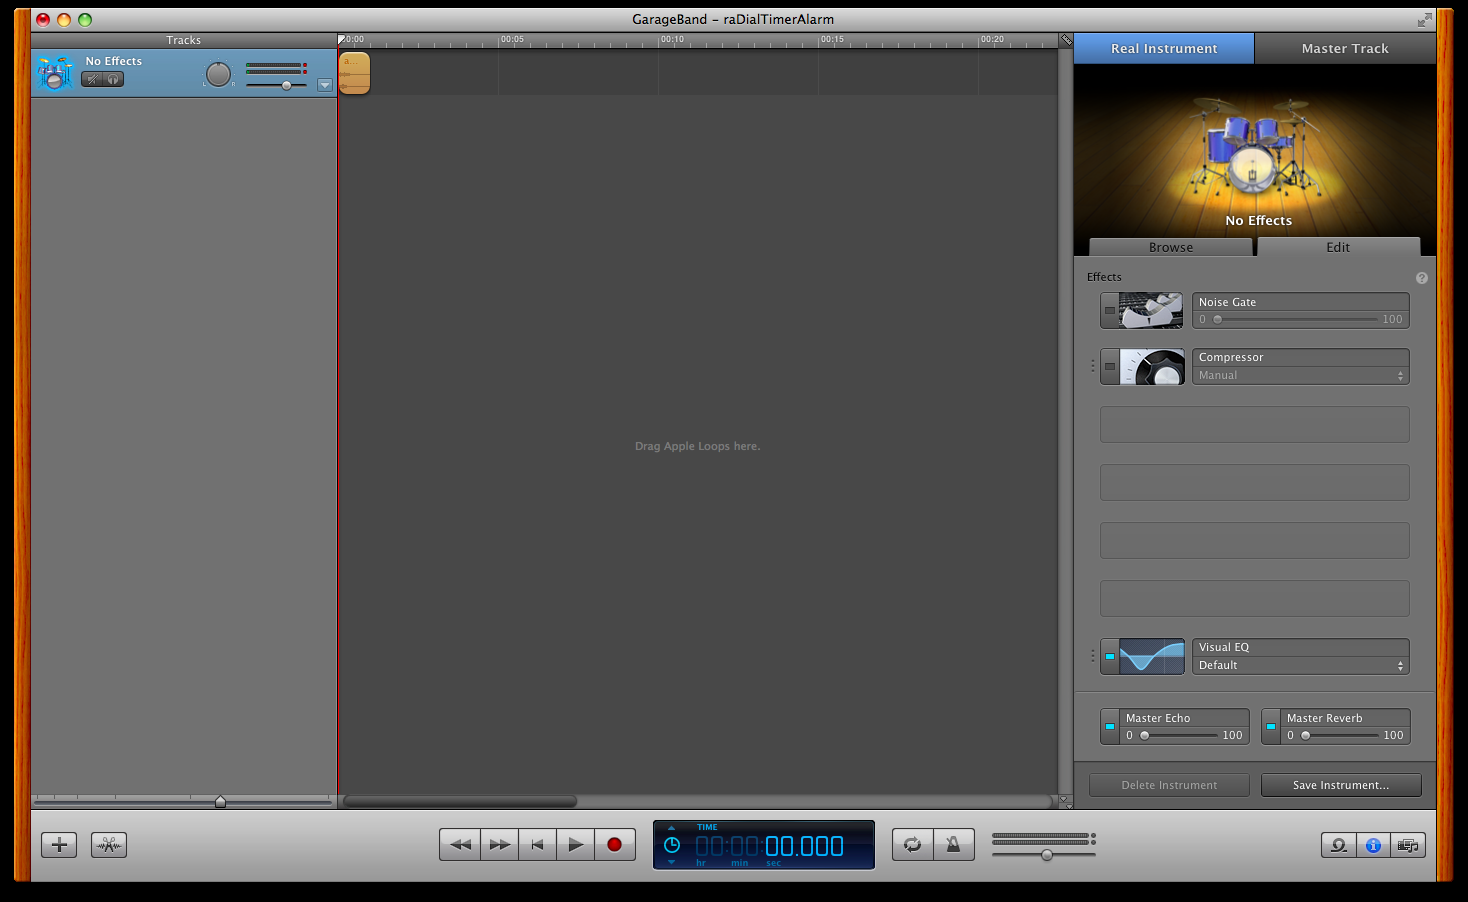 GarageBand – raDialTimerAlarm
Tracks
0:00
00:05
00:10
00:15
00:20
Real Instrument
Master Track
No Effects
L R
a...
No Effects
Browse
Edit
Effects
?
Noise Gate
0 100
Compressor
Manual
Drag Apple Loops here.
Visual EQ
Default
Master Echo
0 100
Master Reverb
0 100
Delete Instrument
Save Instrument...
TIME
00:00:00.000
hr min sec
i